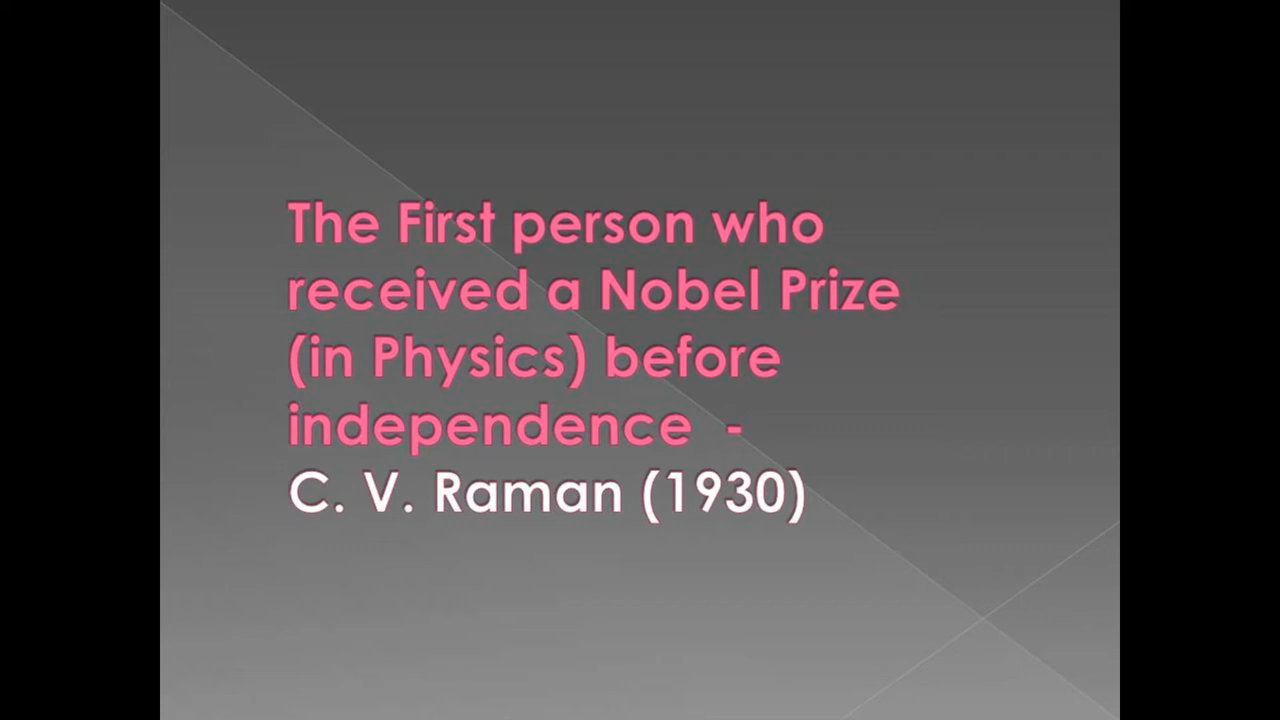 The First person who
received a Nobel Prize
(in Physics) before
independence  -
C. V. Raman (1930)